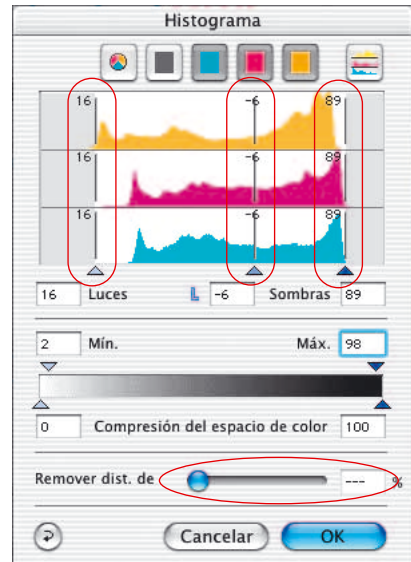 Histograma
16 -6 89
16 -6 89
16 -6 89
16 Luces L -6 Sombras 89
2 Mín. Máx. 98
0 Compresión del espacio de color 100
Remover dist. de --- %
Cancelar OK